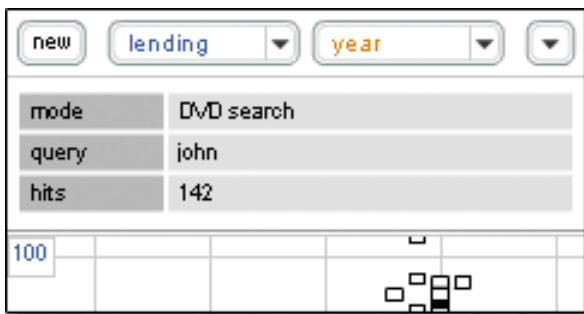 new lending year
mode DVD search
query john
hits 142
100